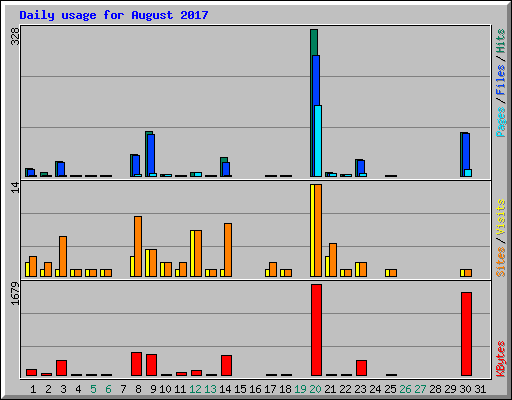 Daily usage for August 2017
328
Pages / Files / Hits
14
Sites / Visits
1679
KBytes
1 2 3 4 5 6 7 8 9 10 11 12 13 14 15 16 17 18 19 20 21 22 23 24 25 26 27 28 29 30 31